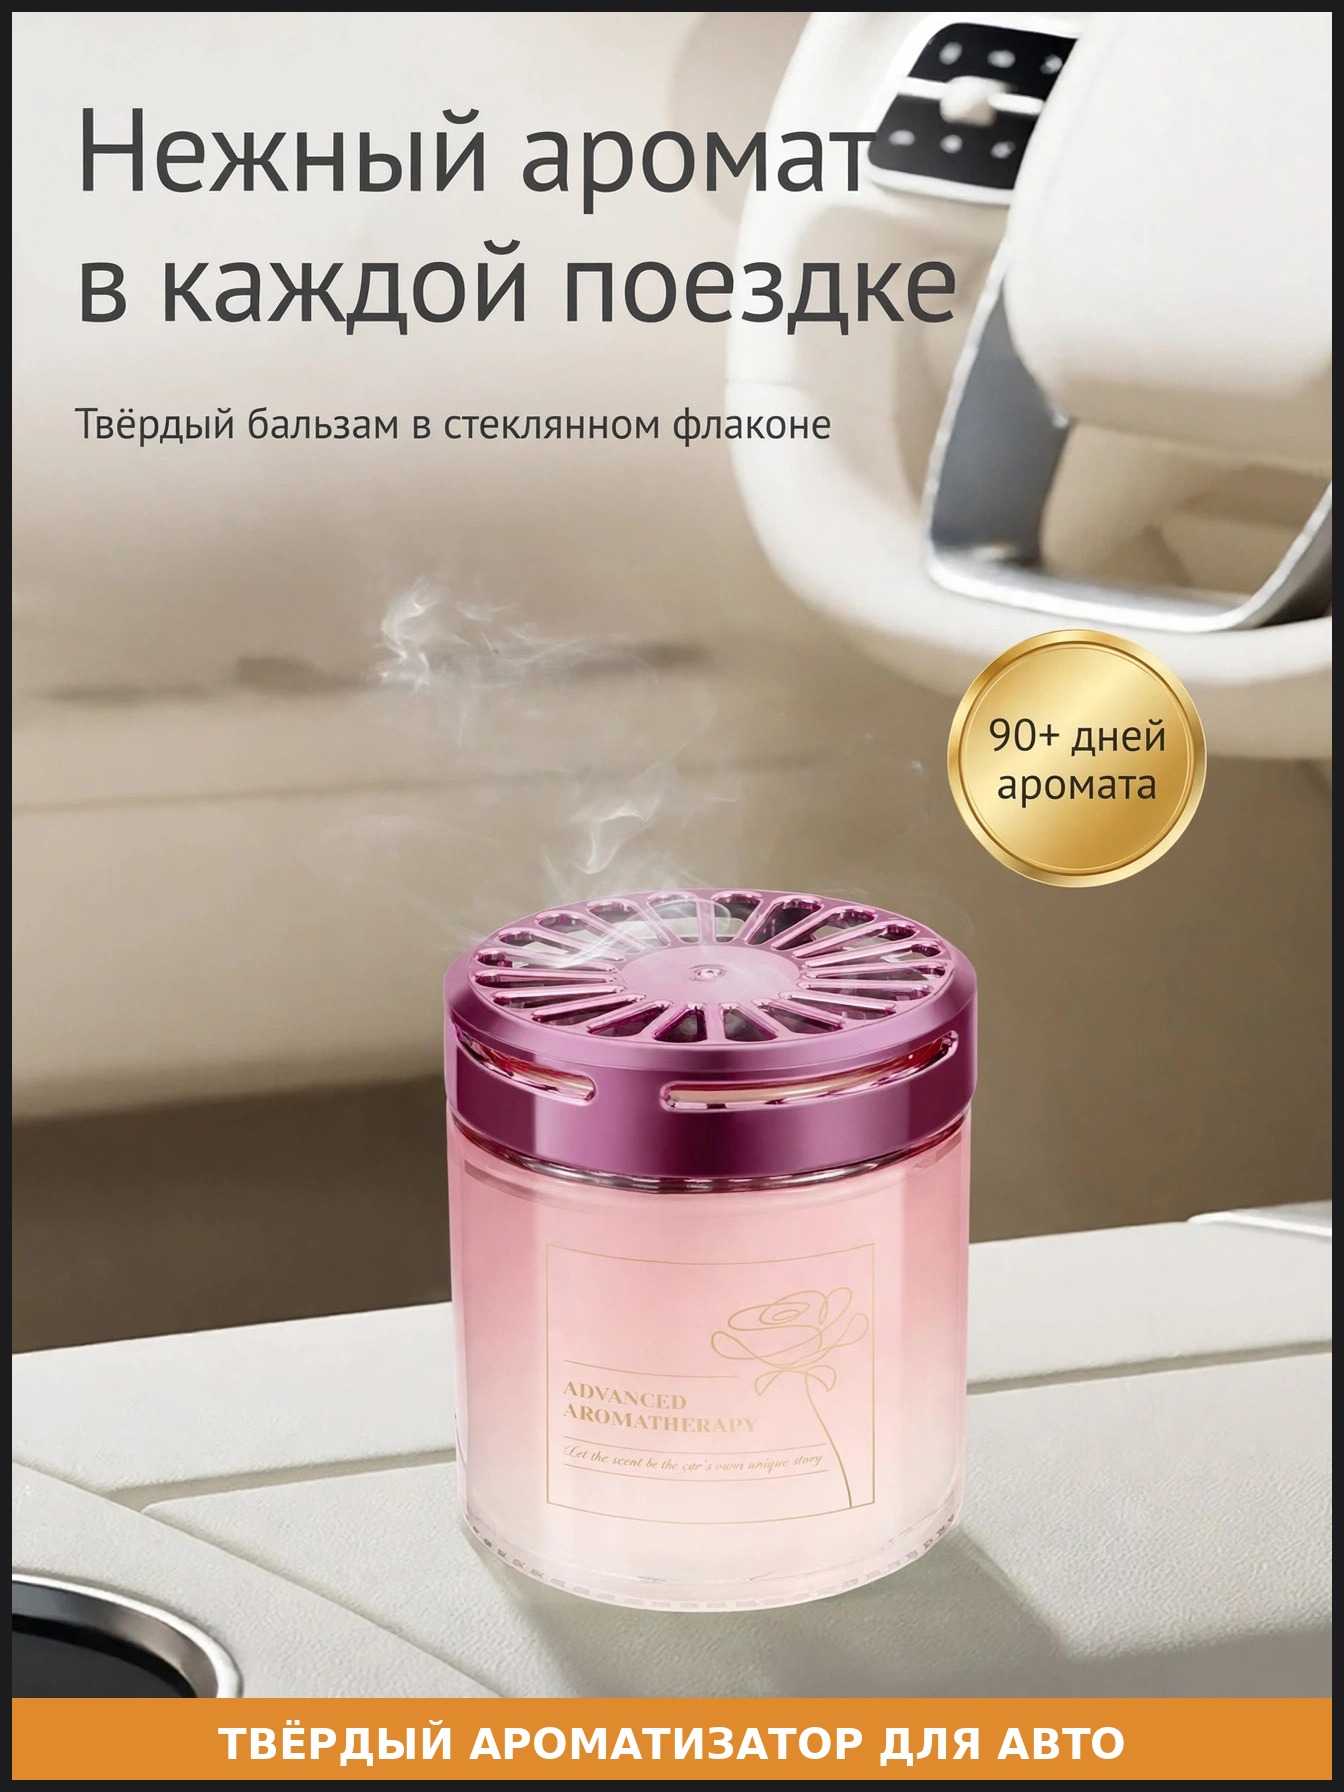 Нежный аромат
в каждой поездке
Твёрдый бальзам в стеклянном флаконе
90+ дней
аромата
ADVANCED
AROMATHERAPY
Let the scent be the car's owm unique story
ТВЁРДЫЙ АРОМАТИЗАТОР ДЛЯ АВТО